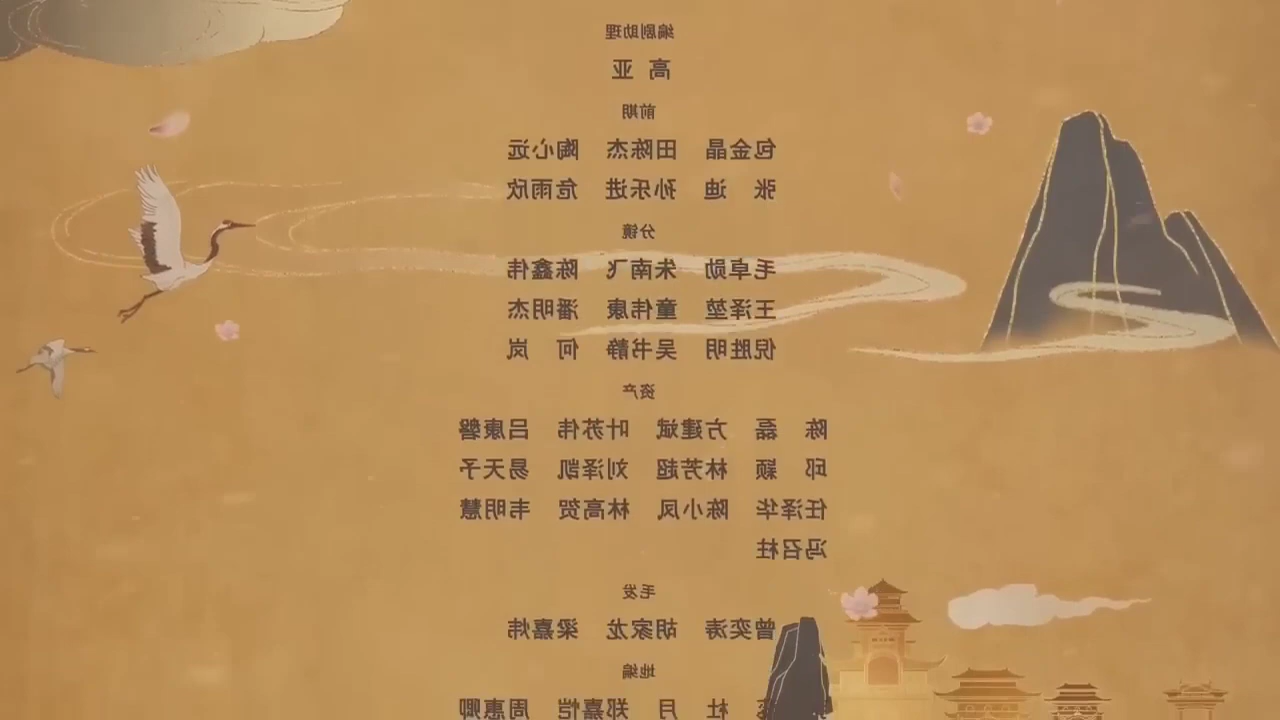 编剧助理
高 亚
前期
包金晶 田陈杰 陶心远
张 迪 孙乐进 危雨欣
分镜
毛卓勋 朱南飞 陈鑫伟
王泽堃 童伟康 潘明杰
倪胜明 吴书静 何 岚
资产
陈 磊 方建斌 叶苏伟 吕康磐
邱 颖 林芳超 刘泽凯 易天予
任泽华 陈小凤 林高贺 韦明慧
冯召柱
毛发
曾奕涛 胡家龙 梁嘉炜
地编
杜 月 郑嘉恺 周惠卿